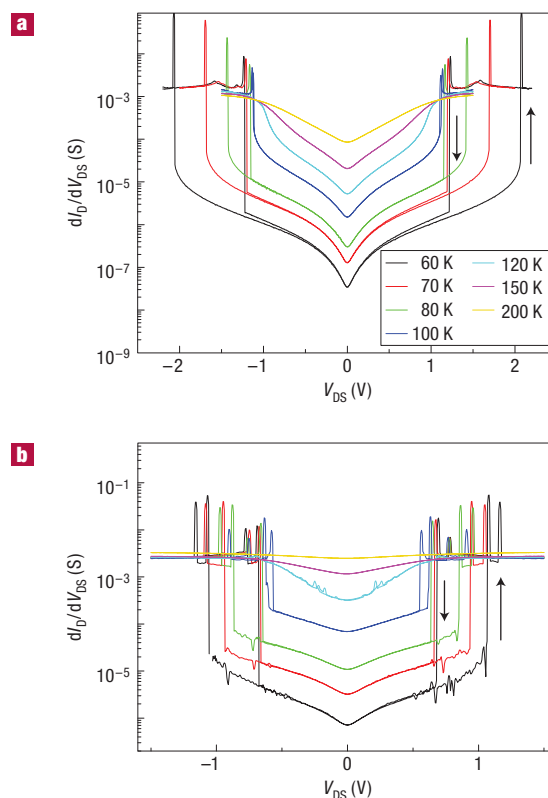 a
dI_D/dV_DS (S)
10⁻³
10⁻⁵
10⁻⁷
10⁻⁹
60 K
70 K
80 K
100 K
120 K
150 K
200 K
−2
−1
0
1
2
V_DS (V)
b
dI_D/dV_DS (S)
10⁻¹
10⁻³
10⁻⁵
−1
0
1
V_DS (V)